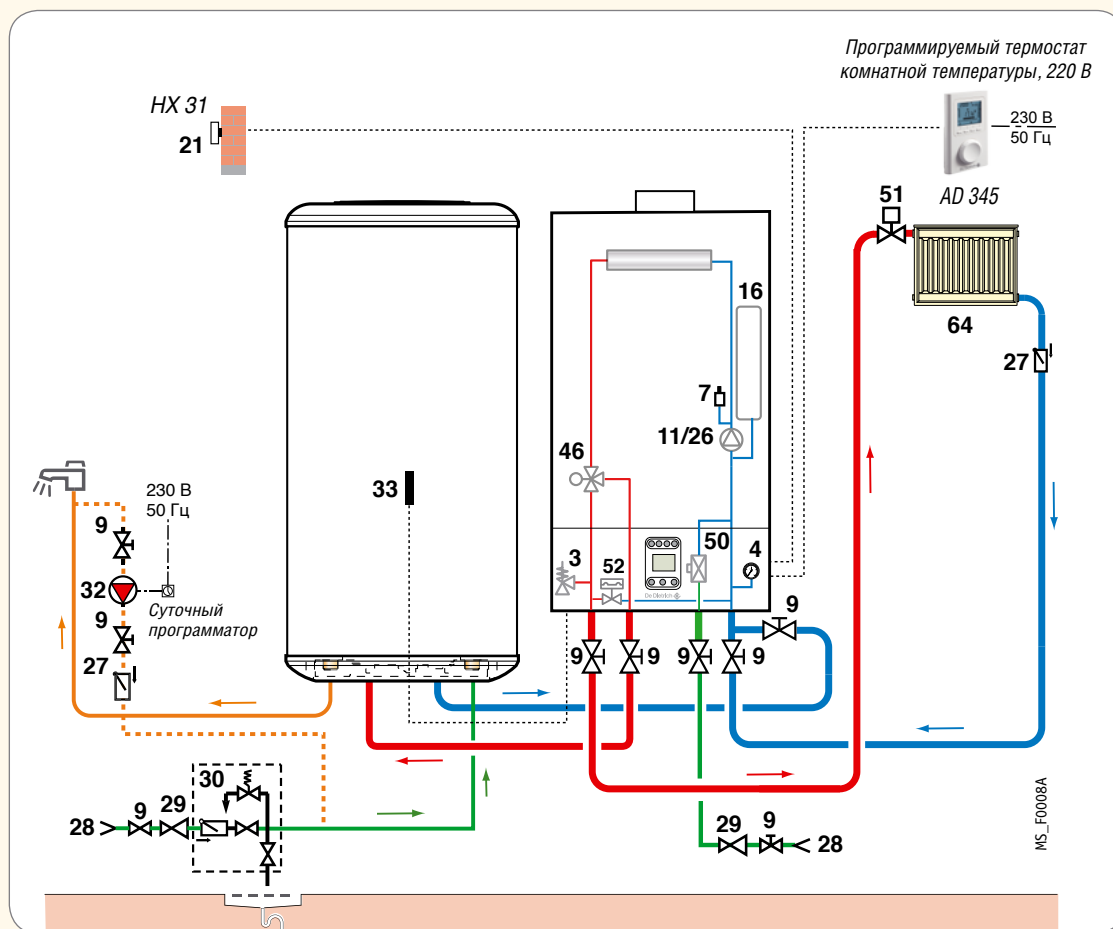 Программируемый термостат
комнатной температуры, 220 В
HX 31
21
230 В
50 Гц
AD 345
51
64
27
16
7
11/26
46
33
3
52
50
4
De Dietrich
9
230 В
50 Гц
9
32
Суточный
программатор
9
27
9
9
9
9
30
28
9
29
29
9
28
MS_F0008A